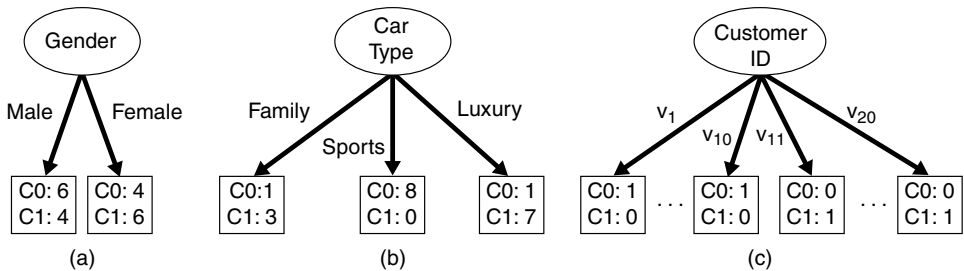 Gender
Male
Female
C0: 6
C1: 4
C0: 4
C1: 6
(a)
Car
Type
Family
Sports
Luxury
C0:1
C1: 3
C0: 8
C1: 0
C0: 1
C1: 7
(b)
Customer
ID
v1
v10
v11
v20
C0: 1
C1: 0
. . .
C0: 1
C1: 0
C0: 0
C1: 1
. . .
C0: 0
C1: 1
(c)